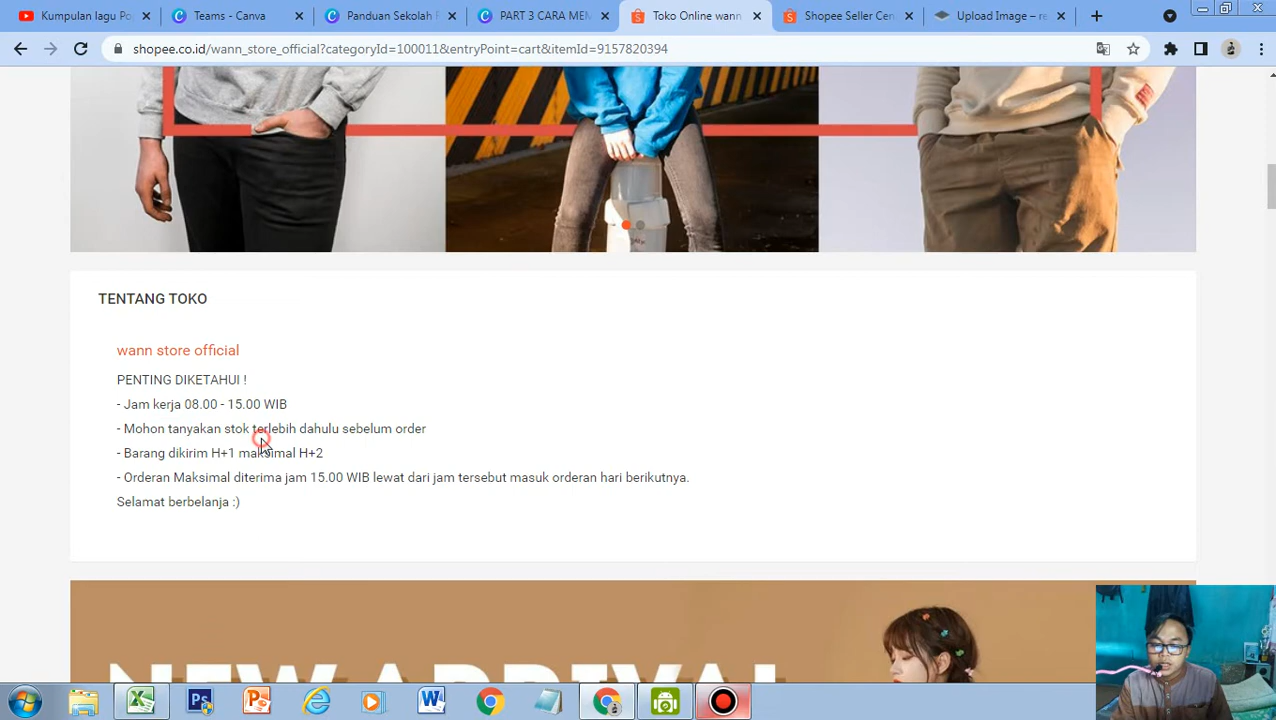 Kumpulan lagu Po
Teams - Canva
Panduan Sekolah
PART 3 CARA MEM
Toko Online wann
Shopee Seller Cen
Upload Image – re
shopee.co.id/wann_store_official?categoryId=100011&entryPoint=cart&itemId=9157820394
TENTANG TOKO
wann store official
PENTING DIKETAHUI !
- Jam kerja 08.00 - 15.00 WIB
- Mohon tanyakan stok terlebih dahulu sebelum order
- Barang dikirim H+1 maksimal H+2
- Orderan Maksimal diterima jam 15.00 WIB lewat dari jam tersebut masuk orderan hari berikutnya.
Selamat berbelanja :)
NEW ARRIVAL